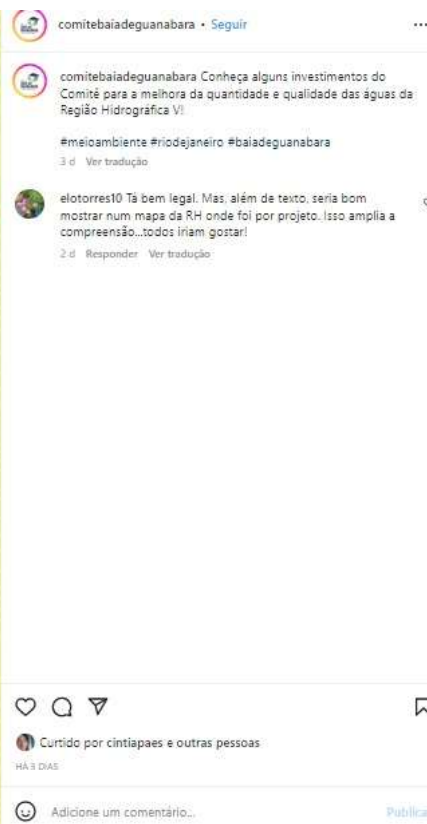 comitebaiadeguanabara • Seguir
comitebaiadeguanabara Conheça alguns investimentos do
Comitê para a melhora da quantidade e qualidade das águas da
Região Hidrográfica V!
#meioambiente #riodejaneiro #baiadeguanabara
3 d Ver tradução
elotorres10 Tá bem legal. Mas, além de texto, seria bom
mostrar num mapa da RH onde foi por projeto. Isso amplia a
compreensão...todos iriam gostar!
2 d Responder Ver tradução
Curtido por cintiapaes e outras pessoas
HÁ 3 DIAS
Adicione um comentário...
Publica